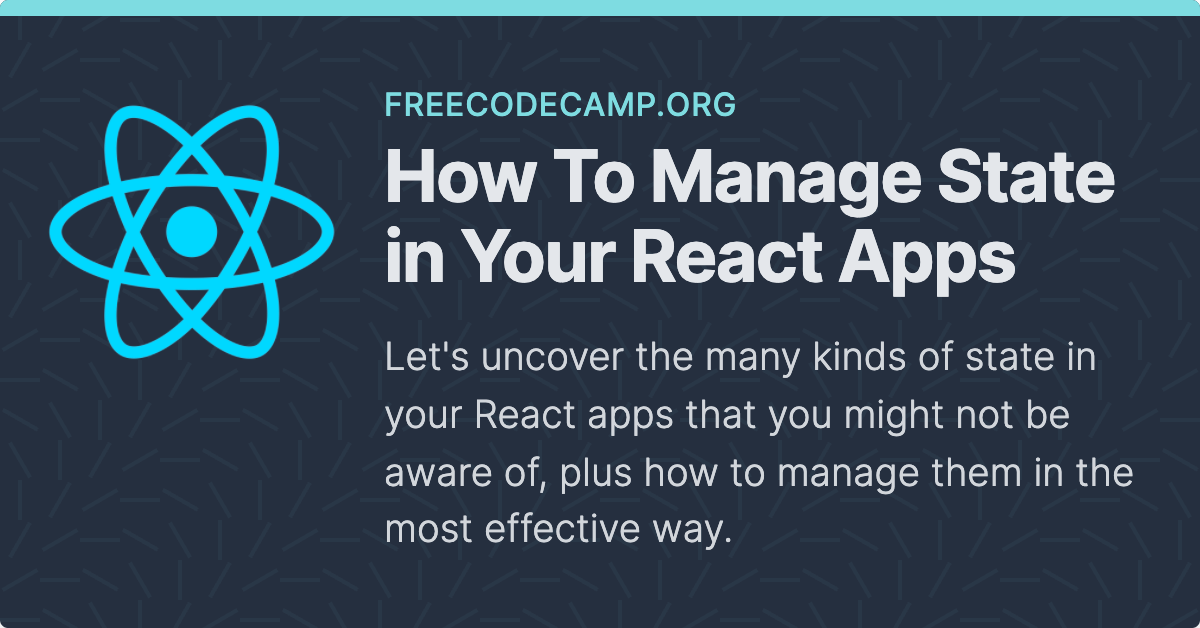 FREECODECAMP.ORG
How To Manage State
in Your React Apps
Let's uncover the many kinds of state in
your React apps that you might not be
aware of, plus how to manage them in the
most effective way.